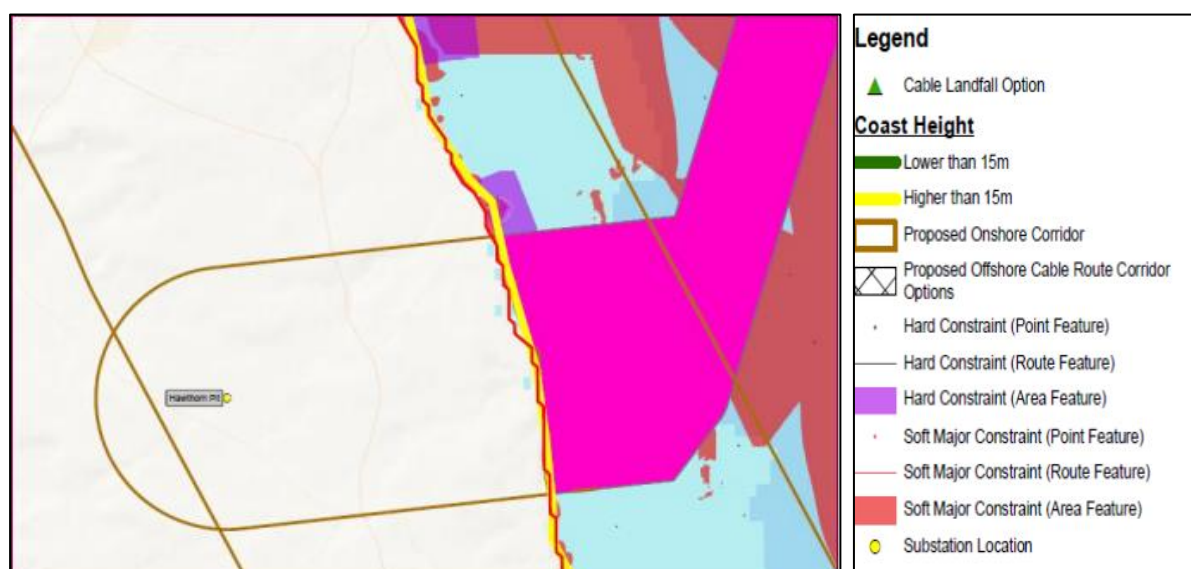 Hawthorn Pit
Legend
Cable Landfall Option
Coast Height
Lower than 15m
Higher than 15m
Proposed Onshore Corridor
Proposed Offshore Cable Route Corridor
Options
Hard Constraint (Point Feature)
Hard Constraint (Route Feature)
Hard Constraint (Area Feature)
Soft Major Constraint (Point Feature)
Soft Major Constraint (Route Feature)
Soft Major Constraint (Area Feature)
Substation Location